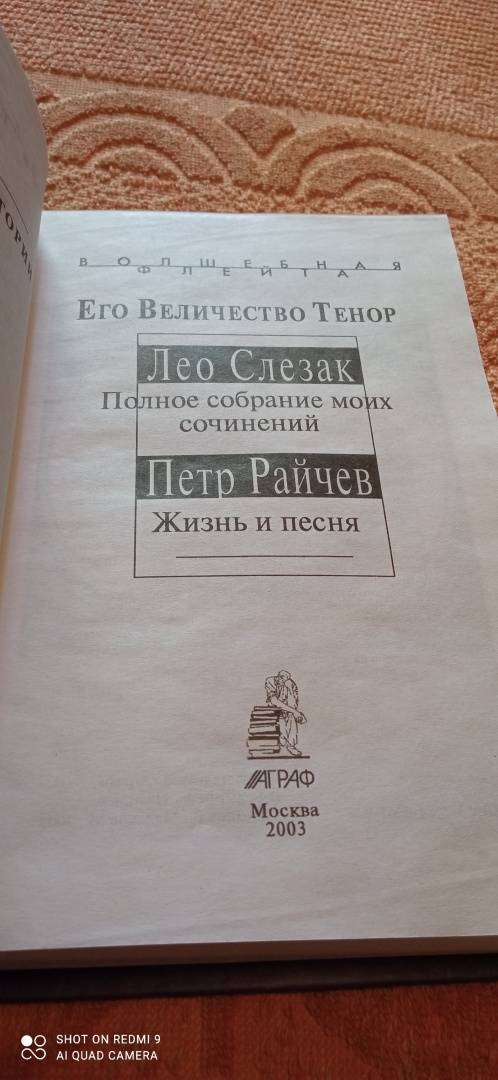 ТОРИИ
ВОЛШЕБНАЯ
ФЛЕЙТА
ЕГО ВЕЛИЧЕСТВО ТЕНОР
Лео Слезак
Полное собрание моих
сочинений
Петр Райчев
Жизнь и песня
АГРАФ
Москва
2003
SHOT ON REDMI 9
AI QUAD CAMERA